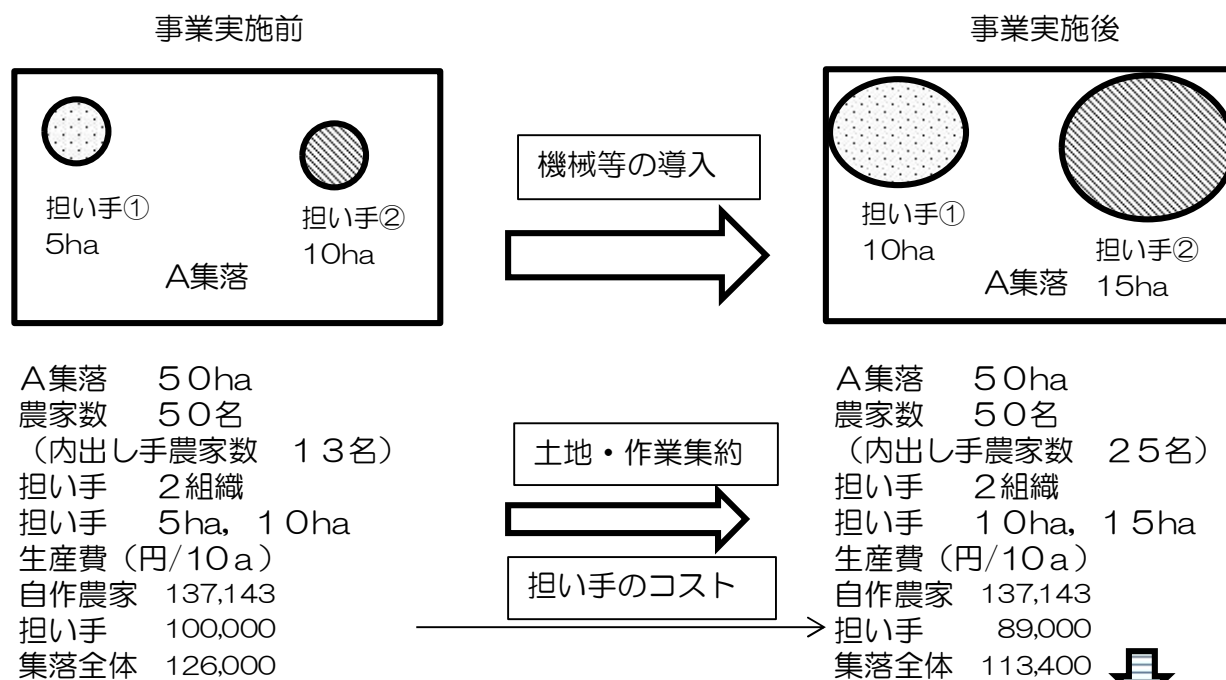 事業実施前
担い手①
5ha
担い手②
10ha
A集落
A集落 50ha
農家数 50名
(内出し手農家数 13名)
担い手 2組織
担い手 5ha, 10ha
生産費(円/10a)
自作農家 137,143
担い手 100,000
集落全体 126,000
機械等の導入
土地・作業集約
担い手のコスト
事業実施後
担い手①
10ha
担い手②
15ha
A集落
A集落 50ha
農家数 50名
(内出し手農家数 25名)
担い手 2組織
担い手 10ha, 15ha
生産費(円/10a)
自作農家 137,143
担い手 89,000
集落全体 113,400